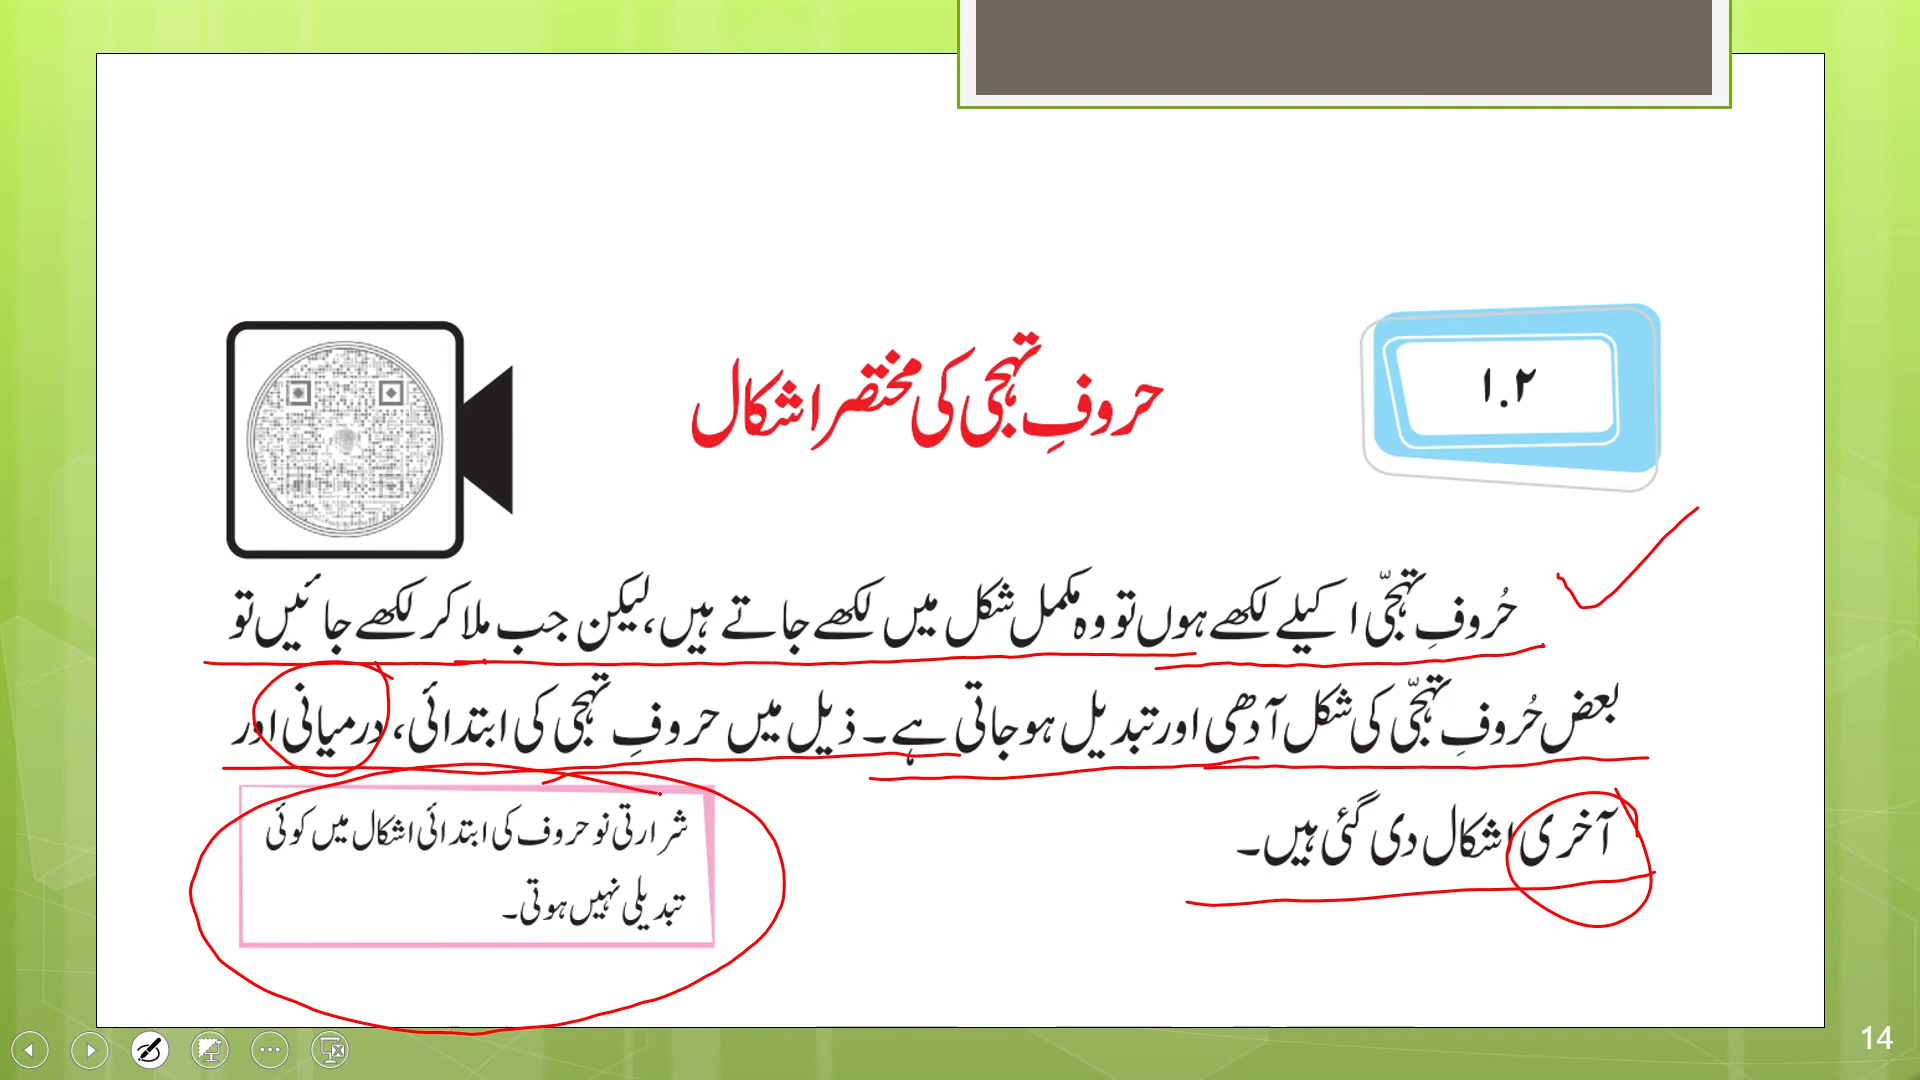 ۱.۲
حروفِ تہجی کی مختصر اشکال
حُروفِ تہجّی اکیلے لکھے ہوں تو وہ مکمل شکل میں لکھے جاتے ہیں، لیکن جب ملا کر لکھے جائیں تو
بعض حُروفِ تہجّی کی شکل آدھی اور تبدیل ہو جاتی ہے۔ ذیل میں حروفِ تہجی کی ابتدائی، درمیانی اور
آخری اشکال دی گئی ہیں۔
شرارتی نو حروف کی ابتدائی اشکال میں کوئی
تبدیلی نہیں ہوتی۔
14